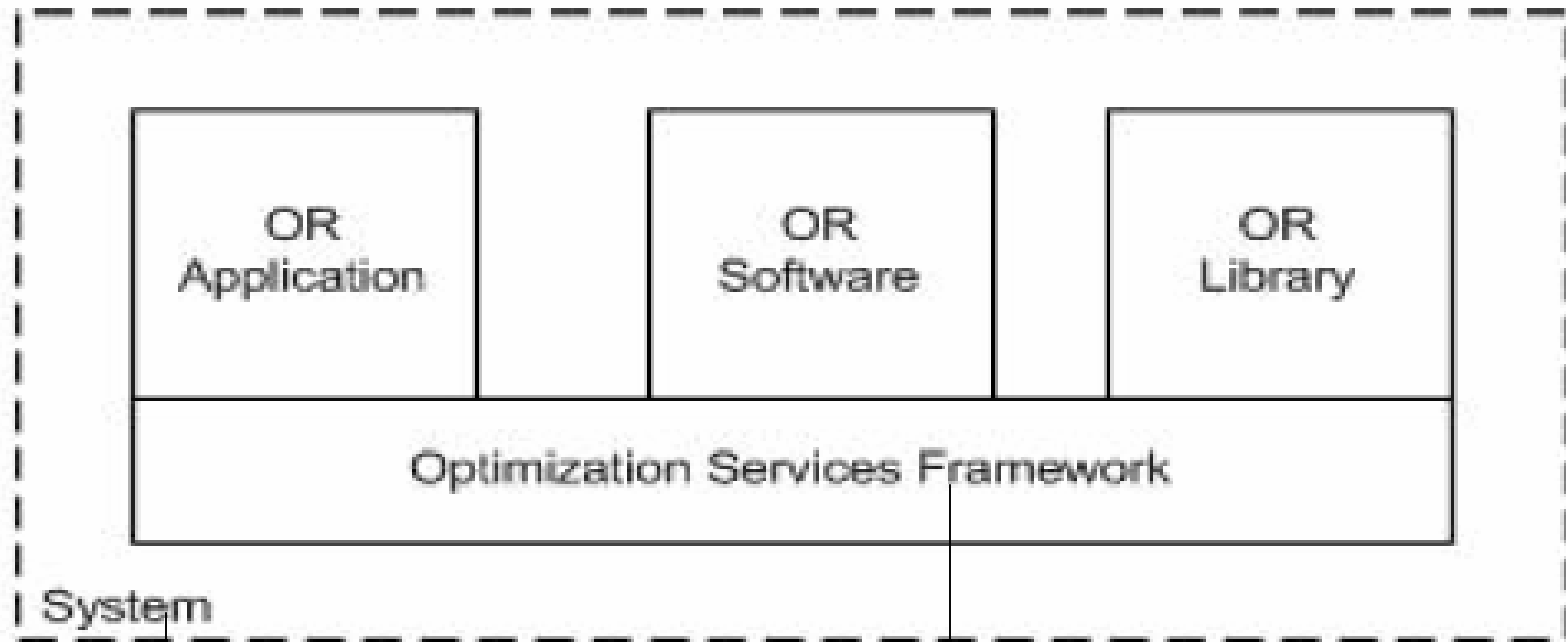 OR
Application
OR
Software
OR
Library
Optimization Services Framework
System